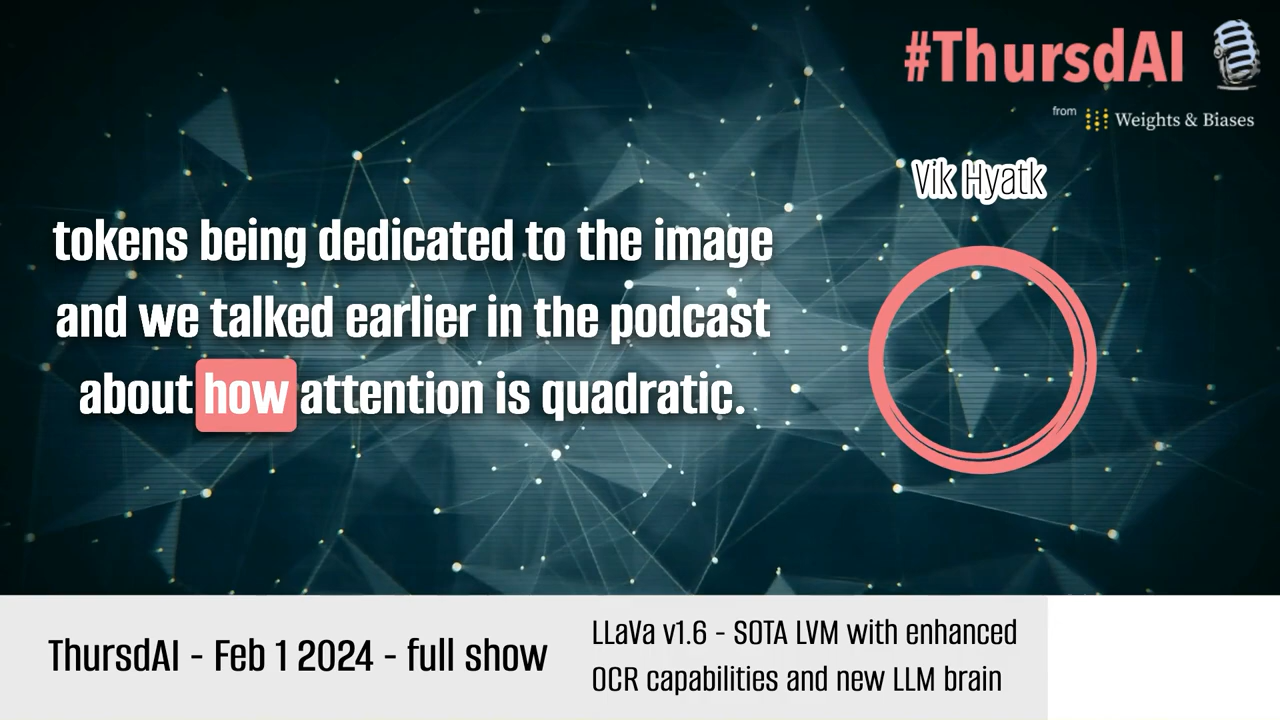 #ThursdAI
from Weights & Biases
Vik Hyatk
tokens being dedicated to the image
and we talked earlier in the podcast
about how attention is quadratic.
ThursdAI - Feb 1 2024 - full show
LLaVa v1.6 - SOTA LVM with enhanced
OCR capabilities and new LLM brain